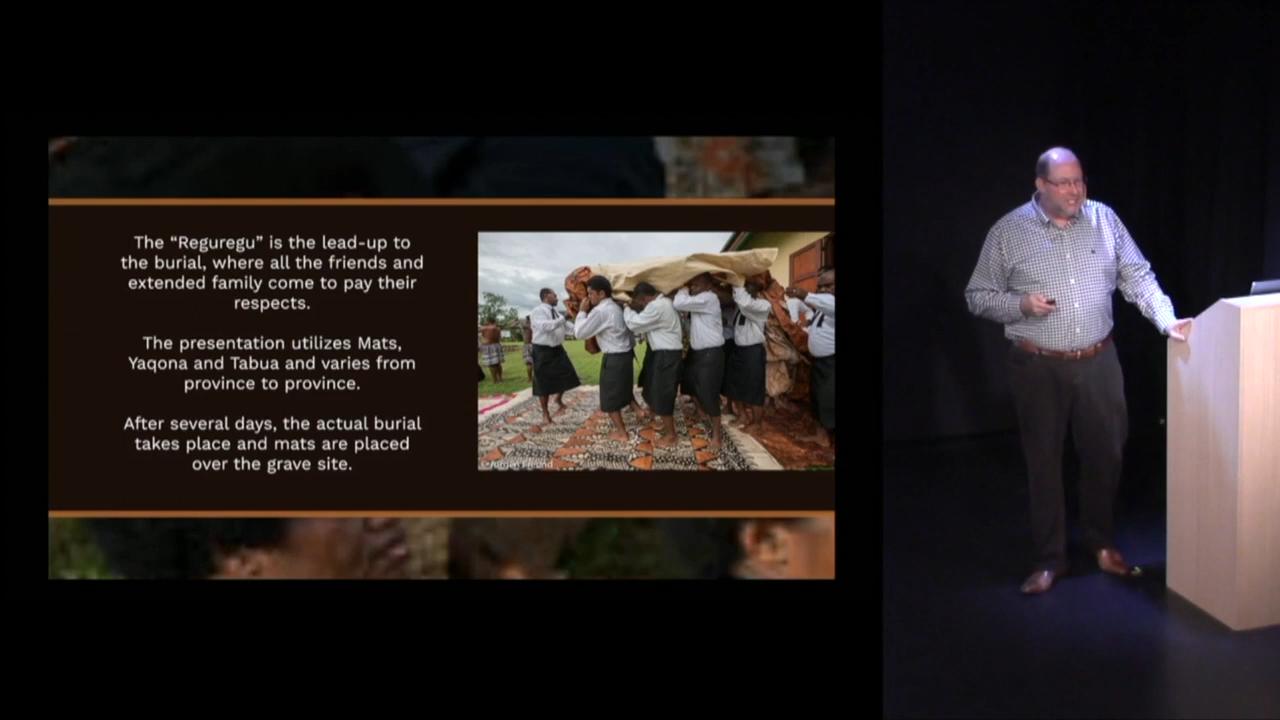 The “Reguregu” is the lead-up to
the burial, where all the friends and
extended family come to pay their
respects.
The presentation utilizes Mats,
Yaqona and Tabua and varies from
province to province.
After several days, the actual burial
takes place and mats are placed
over the grave site.